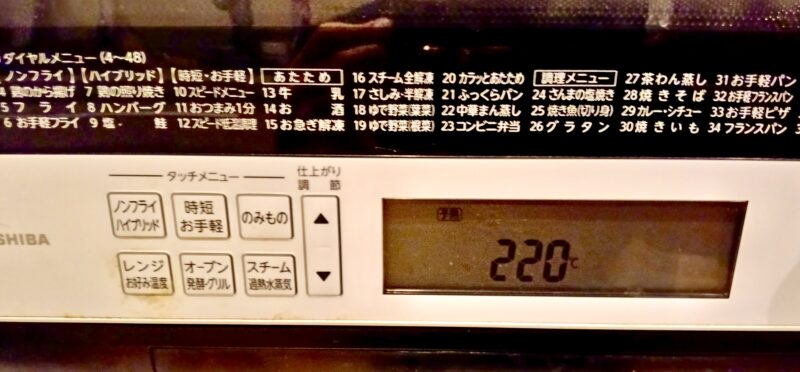 ダイヤルメニュー(4〜48)
ノンフライ】【ハイブリッド】【時短・お手軽】 あたため 16 スチーム全解凍 20 カラッとあたため 調理メニュー 27 茶わん蒸し 31 お手軽パン
4 鶏のから揚げ 7 鶏の照り焼き 10 スピードメニュー 13 牛乳 17 さしみ・半解凍 21 ふっくらパン 24 さんまの塩焼き 28 焼きそば 32 お手軽フランスパン
5 フライ 8 ハンバーグ 11 おつまみ1分 14 お酒 18 ゆで野菜(葉菜) 22 中華まん蒸し 25 焼き魚(切り身) 29 カレー・シチュー 33 お手軽ピザ
6 お手軽フライ 9 塩・鮭 12 スピード低温調理 15 お急ぎ解凍 19 ゆで野菜(根菜) 23 コンビニ弁当 26 グラタン 30 焼きいも 34 フランスパン
タッチメニュー 仕上がり
調節
ノンフライ
ハイブリッド
時短
お手軽
のみもの
▲
SHIBA
レンジ
お好み温度
オーブン
発酵・グリル
スチーム
過熱水蒸気
▼
予熱
220℃